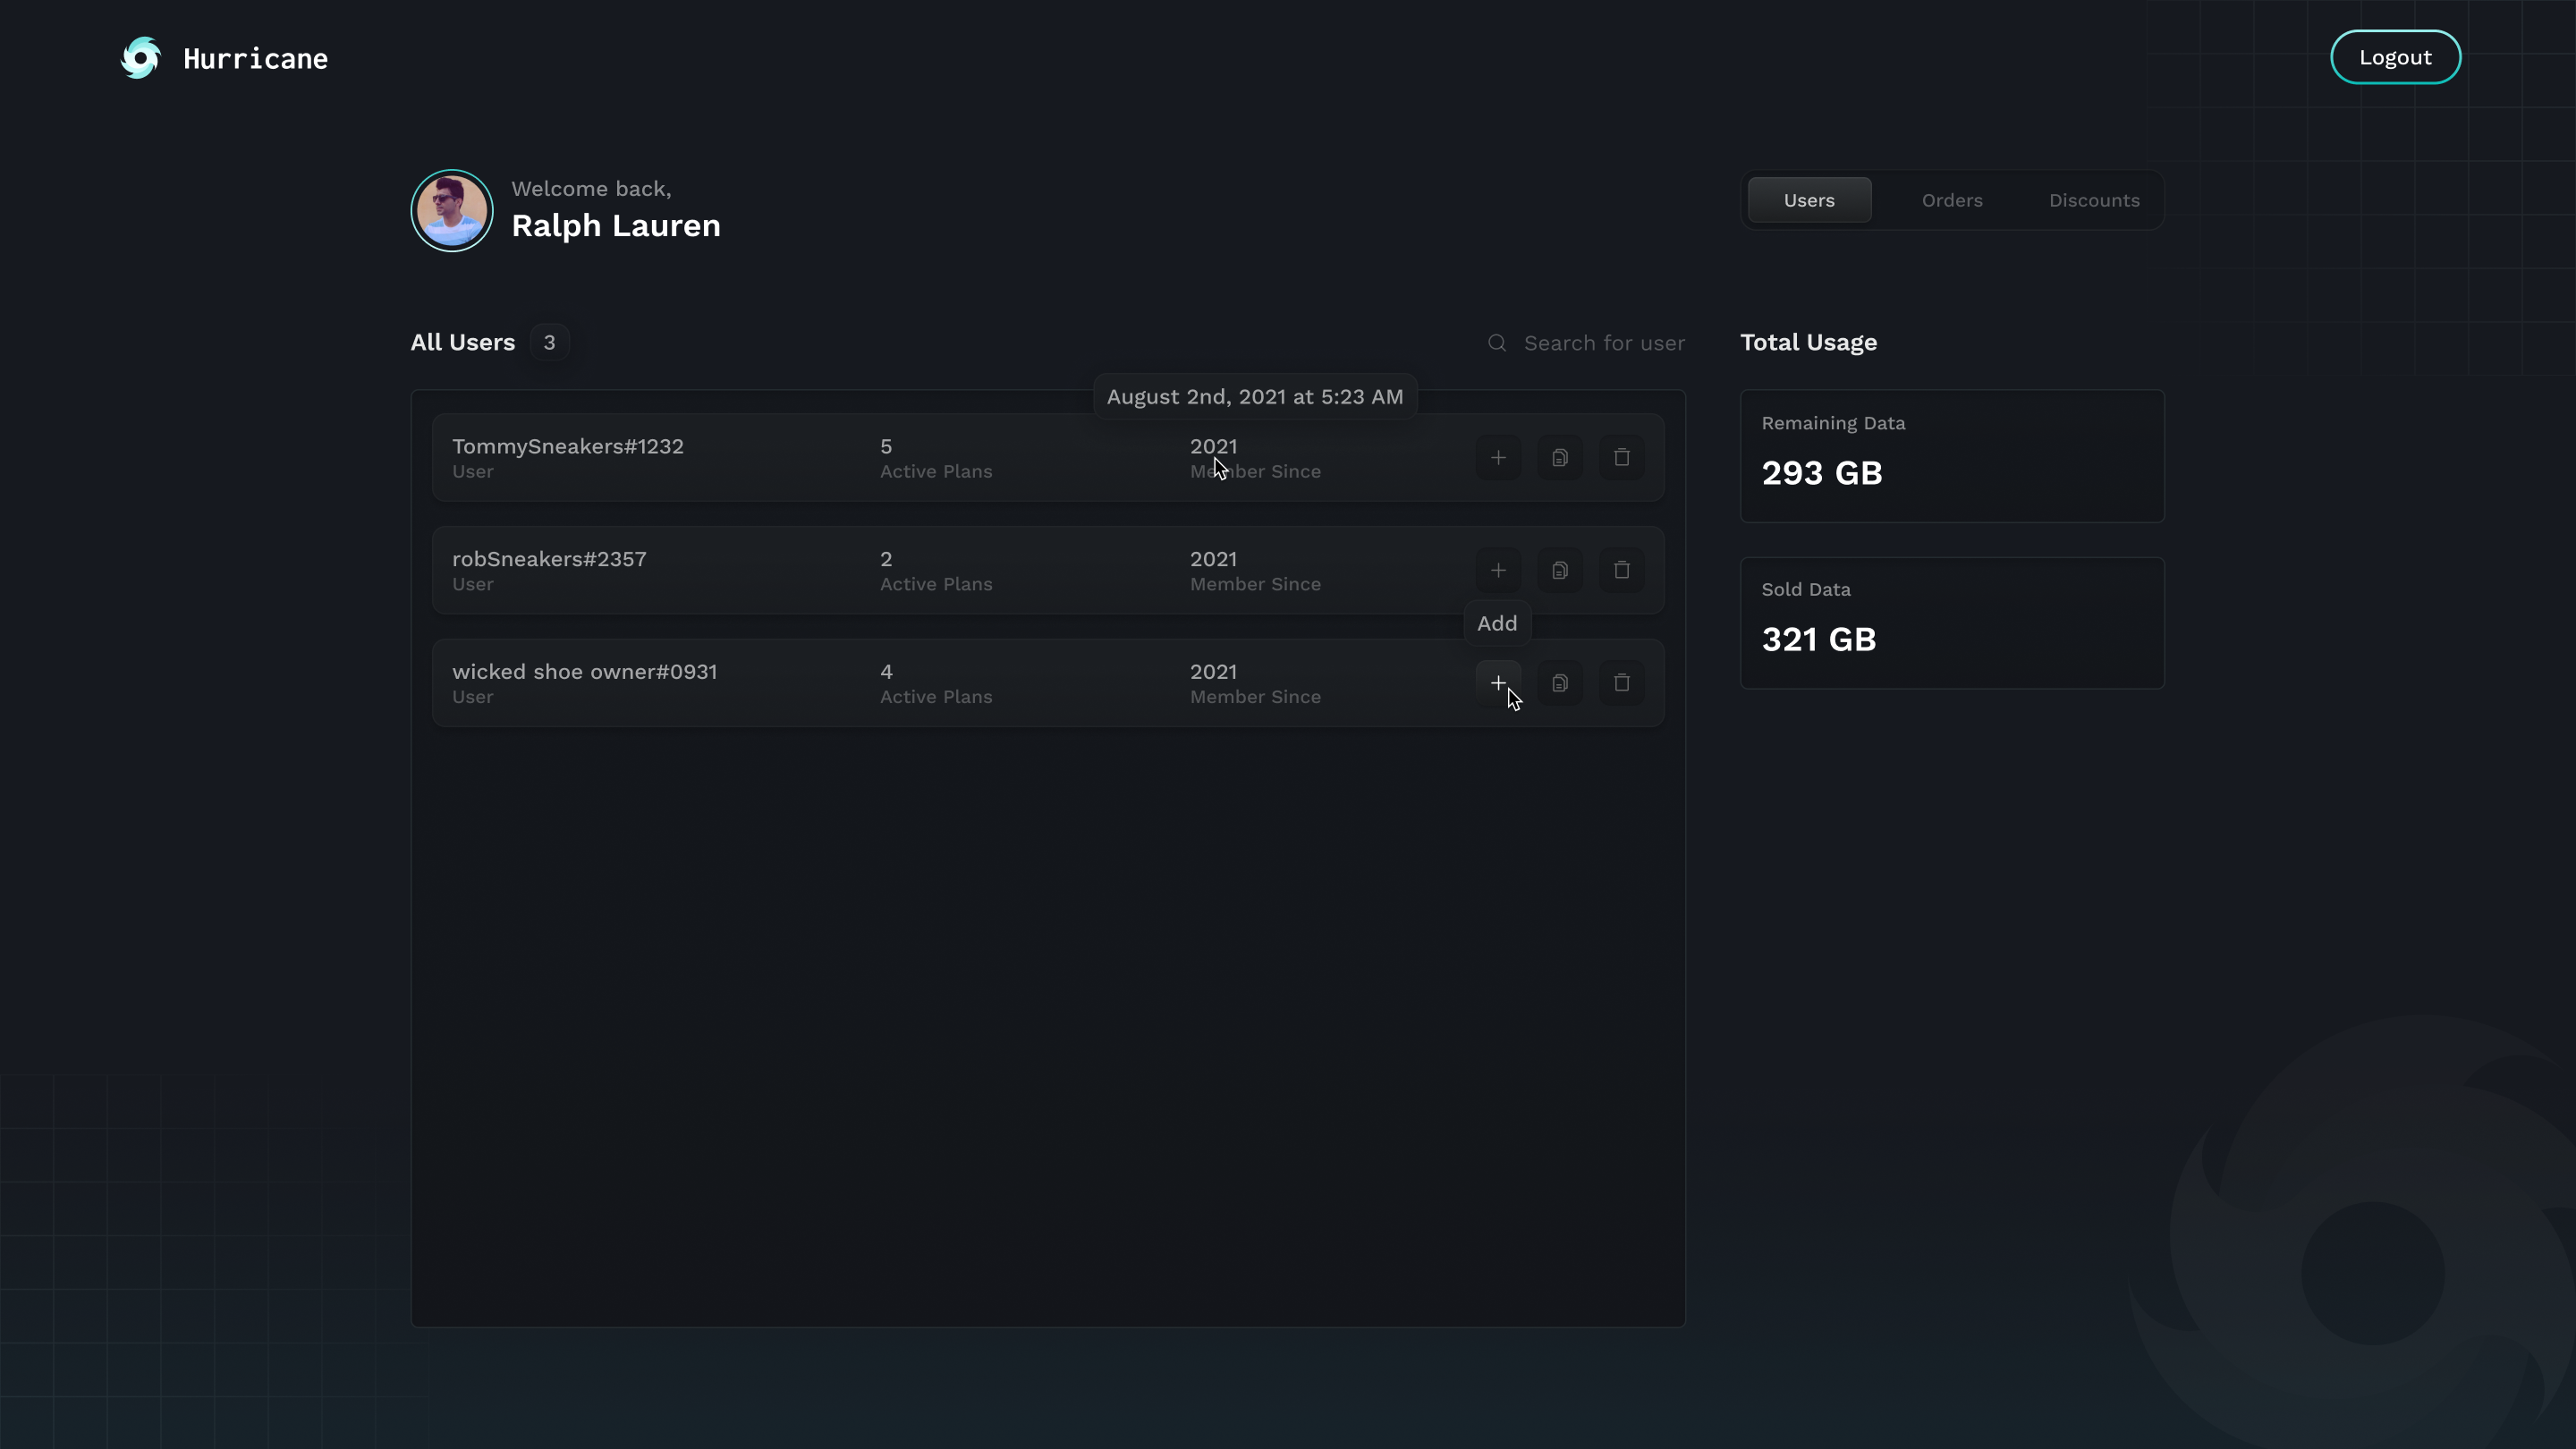 Hurricane
Logout
Welcome back,
Ralph Lauren
Users
Orders
Discounts
All Users
3
Search for user
Total Usage
August 2nd, 2021 at 5:23 AM
TommySneakers#1232
User
5
Active Plans
2021
Member Since
robSneakers#2357
User
2
Active Plans
2021
Member Since
Add
wicked shoe owner#0931
User
4
Active Plans
2021
Member Since
Remaining Data
293 GB
Sold Data
321 GB